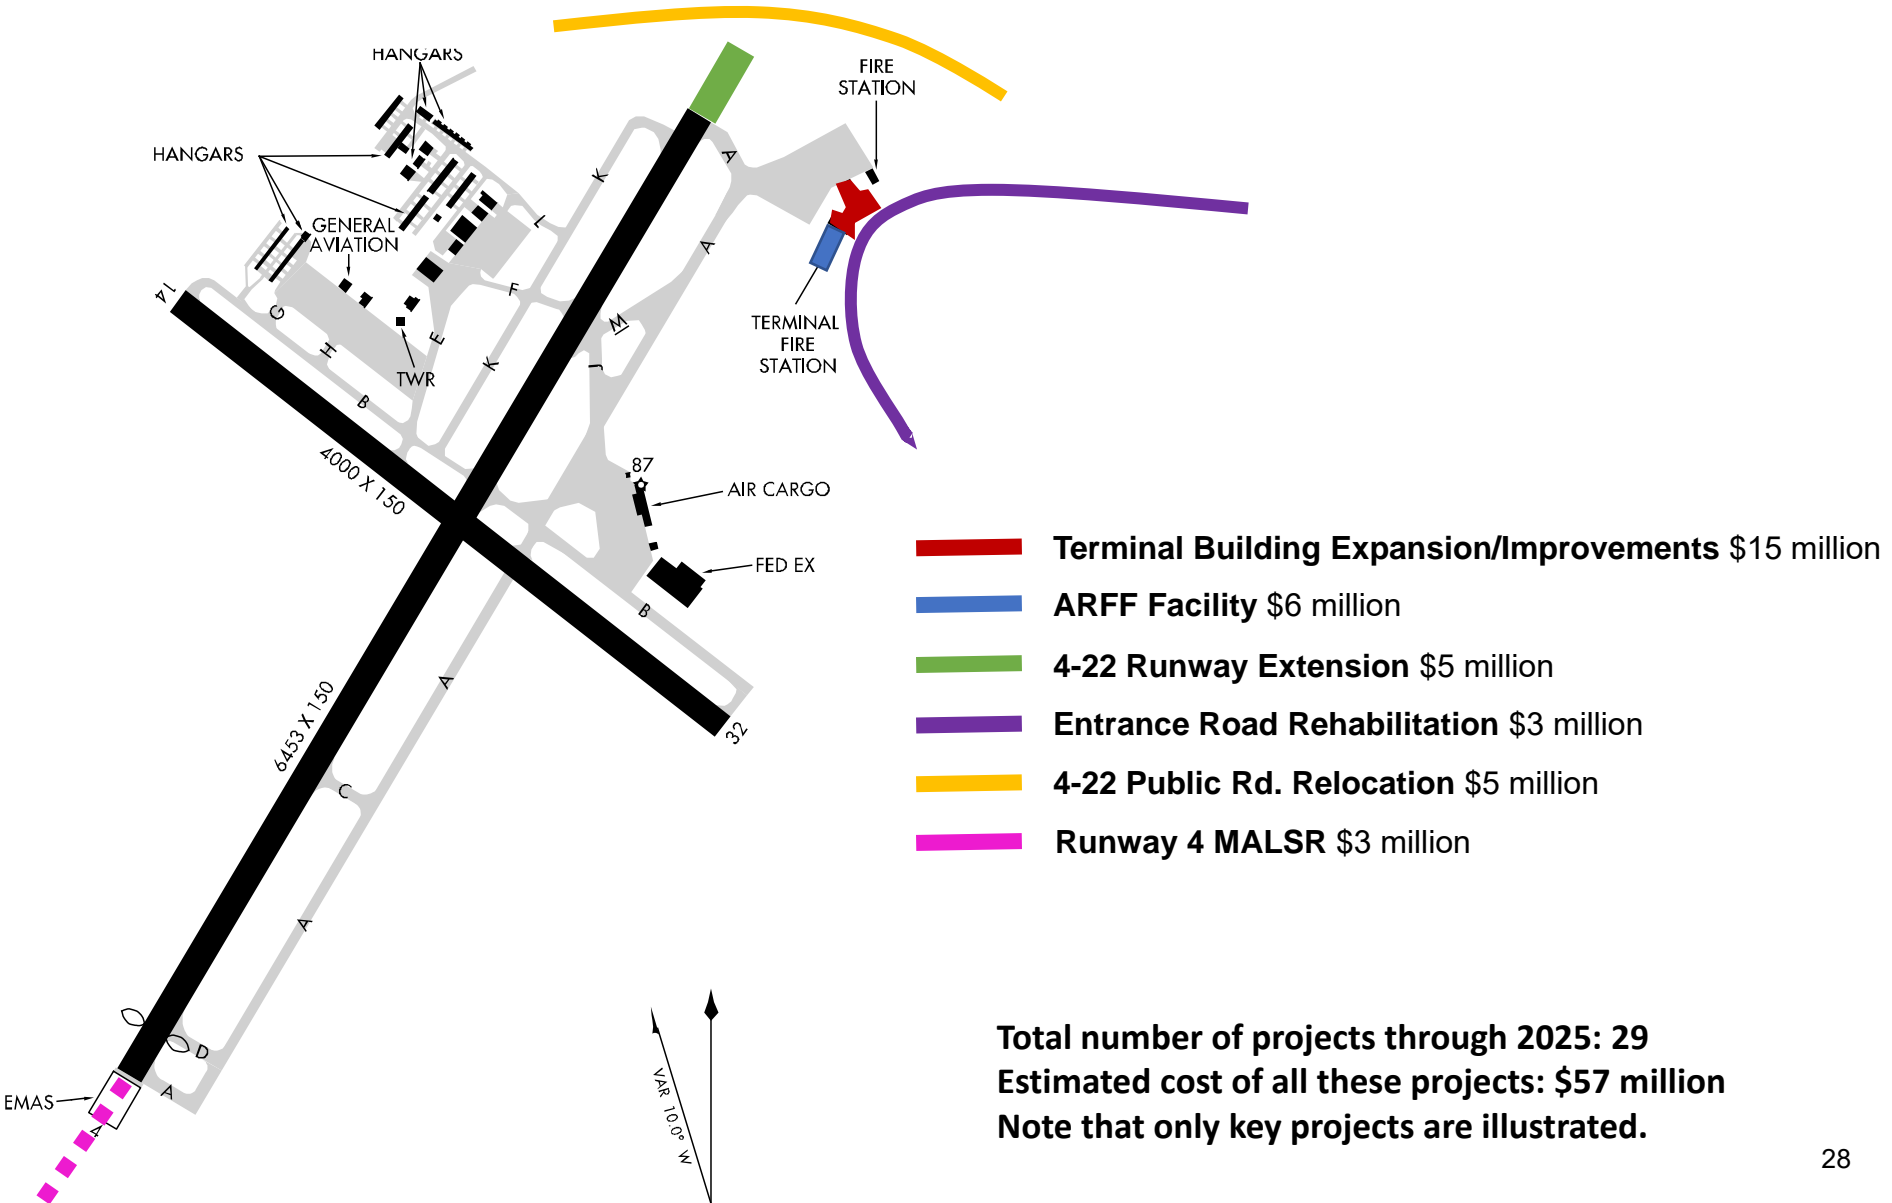 HANGARS
FIRE
STATION
HANGARS
K
A
GENERAL
AVIATION
L
A
14
F
G
TERMINAL
FIRE
STATION
M
H
E
K
J
TWR
B
4000 X 150
87
AIR CARGO
FED EX
B
A
32
6453 X 150
C
A
D
A
EMAS
4
VAR 10.0° W
Terminal Building Expansion/Improvements $15 million
ARFF Facility $6 million
4-22 Runway Extension $5 million
Entrance Road Rehabilitation $3 million
4-22 Public Rd. Relocation $5 million
Runway 4 MALSR $3 million
Total number of projects through 2025: 29
Estimated cost of all these projects: $57 million
Note that only key projects are illustrated.
28